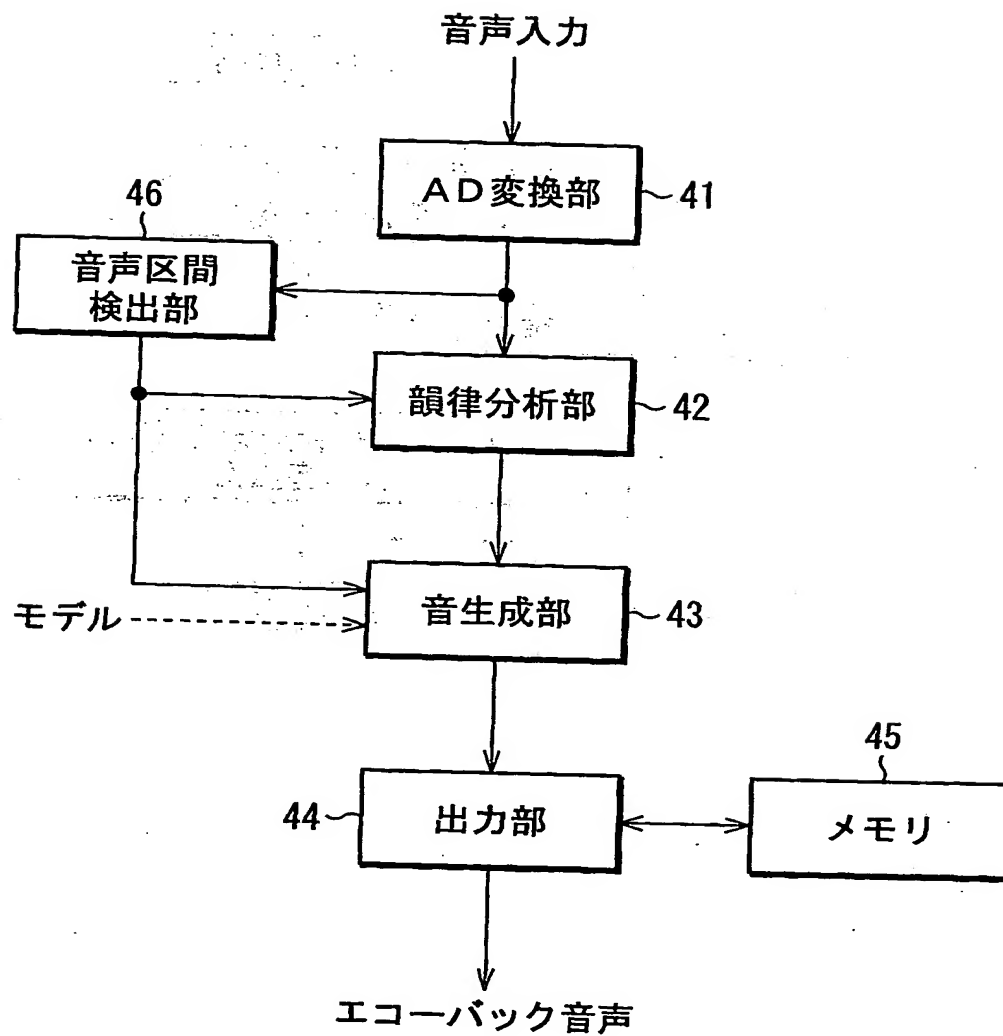 音声入力
AD変換部
41
46
音声区間
検出部
韻律分析部
42
モデル
音生成部
43
45
44
出力部
メモリ
エコーバック音声